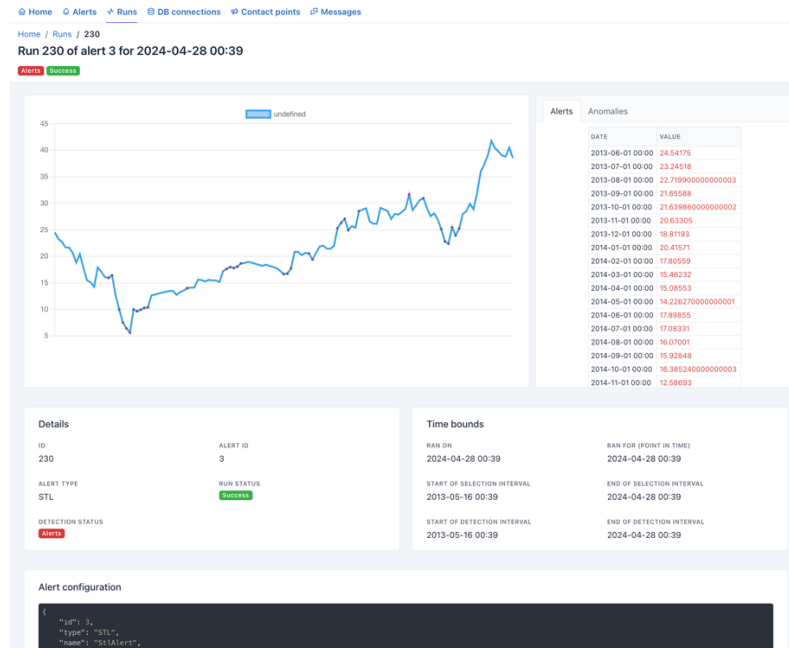 Home Alerts Runs DB connections Contact points Messages
Home / Runs / 230
Run 230 of alert 3 for 2024-04-28 00:39
Alerts Success
undefined
45
40
35
30
25
20
15
10
5
Alerts Anomalies
DATE VALUE
2013-06-01 00:00 24.54175
2013-07-01 00:00 23.24518
2013-08-01 00:00 22.719900000000003
2013-09-01 00:00 21.65588
2013-10-01 00:00 21.639860000000002
2013-11-01 00:00 20.63305
2013-12-01 00:00 18.81193
2014-01-01 00:00 20.41571
2014-02-01 00:00 17.80559
2014-03-01 00:00 15.46232
2014-04-01 00:00 15.08553
2014-05-01 00:00 14.226270000000001
2014-06-01 00:00 17.89855
2014-07-01 00:00 17.08331
2014-08-01 00:00 16.07001
2014-09-01 00:00 15.92848
2014-10-01 00:00 16.385240000000003
2014-11-01 00:00 12.58693
Details
ID ALERT ID
230 3
ALERT TYPE RUN STATUS
STL Success
DETECTION STATUS
Alerts
Time bounds
RAN ON RAN FOR (POINT IN TIME)
2024-04-28 00:39 2024-04-28 00:39
START OF SELECTION INTERVAL END OF SELECTION INTERVAL
2013-05-16 00:39 2024-04-28 00:39
START OF DETECTION INTERVAL END OF DETECTION INTERVAL
2013-05-16 00:39 2024-04-28 00:39
Alert configuration
{
"id": 3,
"type": "STL",
"name": "StlAlert",